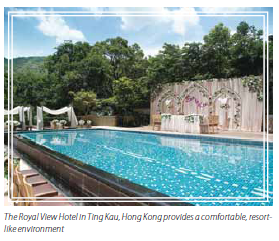 The Royal View Hotel in Ting Kau, Hong Kong provides a comfortable, resort-
like environment